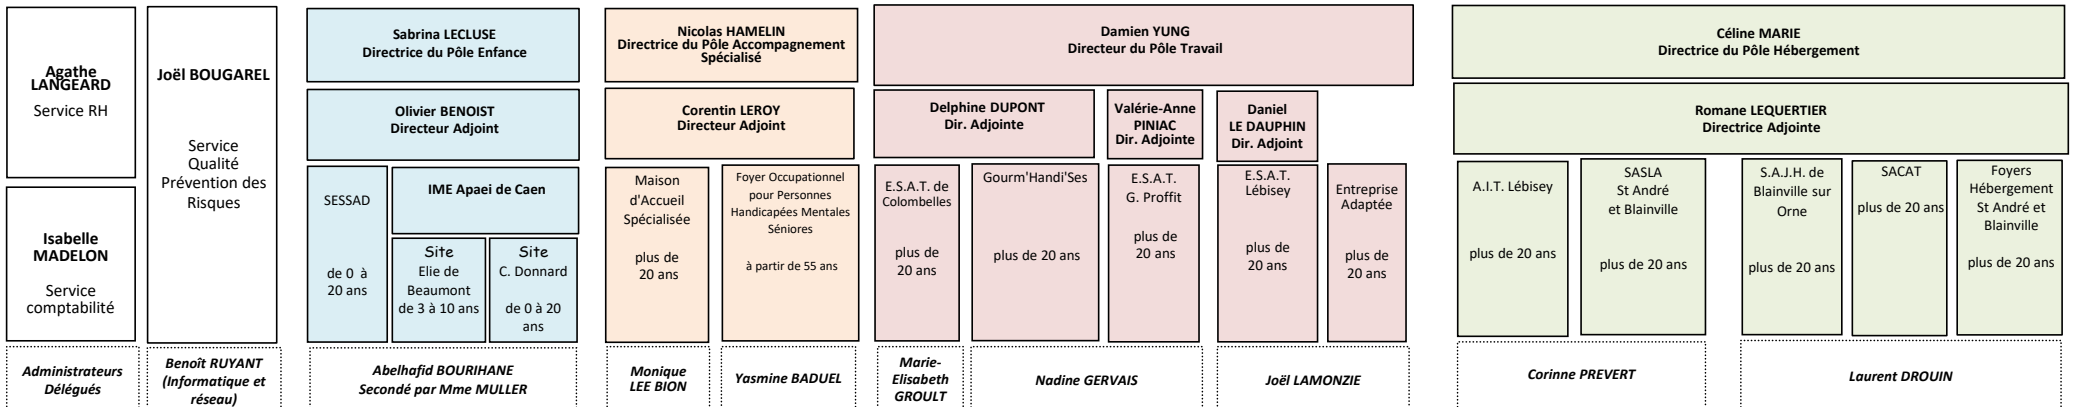 Agathe
LANGEARD
Service RH
Isabelle
MADELON
Service
comptabilité
Administrateurs
Délégués
Joël BOUGAREL
Service
Qualité
Prévention des
Risques
Benoît RUYANT
(Informatique et
réseau)
Sabrina LECLUSE
Directrice du Pôle Enfance
Olivier BENOIST
Directeur Adjoint
SESSAD
de 0 à
20 ans
IME Apaei de Caen
Site
Elie de
Beaumont
de 3 à 10 ans
Site
C. Donnard
de 0 à 20
ans
Abelhafid BOURIHANE
Secondé par Mme MULLER
Nicolas HAMELIN
Directrice du Pôle Accompagnement
Spécialisé
Corentin LEROY
Directeur Adjoint
Maison
d'Accueil
Spécialisée
plus de
20 ans
Foyer Occupationnel
pour Personnes
Handicapées Mentales
Séniores
à partir de 55 ans
Monique
LEE BION
Yasmine BADUEL
Damien YUNG
Directeur du Pôle Travail
Delphine DUPONT
Dir. Adjointe
Valérie-Anne
PINIAC
Dir. Adjointe
Daniel
LE DAUPHIN
Dir. Adjoint
E.S.A.T. de
Colombelles
plus de
20 ans
Gourm'Handi'Ses
plus de 20 ans
E.S.A.T.
G. Proffit
plus de
20 ans
E.S.A.T.
Lébisey
plus de
20 ans
Entreprise
Adaptée
plus de
20 ans
Marie-
Elisabeth
GROULT
Nadine GERVAIS
Joël LAMONZIE
Céline MARIE
Directrice du Pôle Hébergement
Romane LEQUERTIER
Directrice Adjointe
A.I.T. Lébisey
plus de 20 ans
SASLA
St André
et Blainville
plus de 20 ans
S.A.J.H. de
Blainville sur
Orne
plus de 20 ans
SACAT
plus de 20 ans
Foyers
Hébergement
St André et
Blainville
plus de 20 ans
Corinne PREVERT
Laurent DROUIN